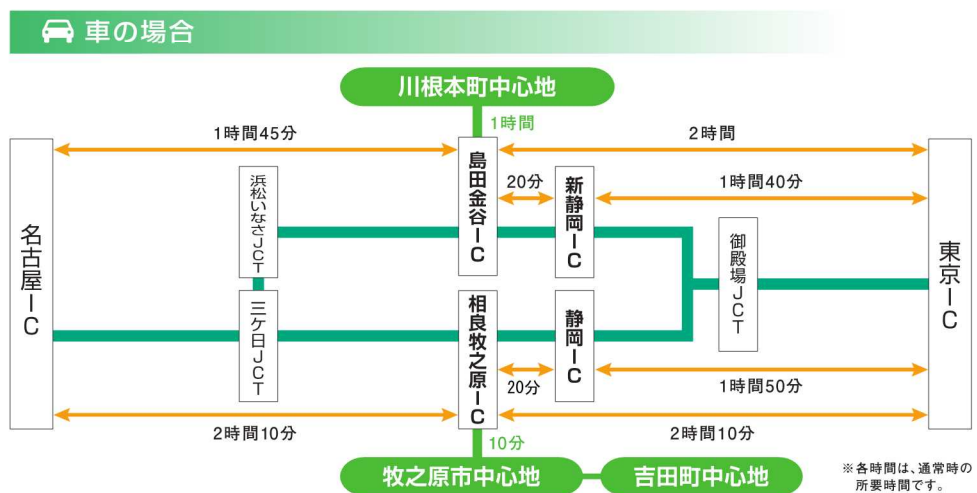 車の場合
川根本町中心地
1時間
1時間45分
2時間
島田金谷IC
20分
新静岡IC
1時間40分
浜松いなさJCT
名古屋IC
御殿場JCT
東京IC
三ケ日JCT
相良牧之原IC
静岡IC
20分
1時間50分
2時間10分
2時間10分
10分
牧之原市中心地
吉田町中心地
※各時間は、通常時の
所要時間です。